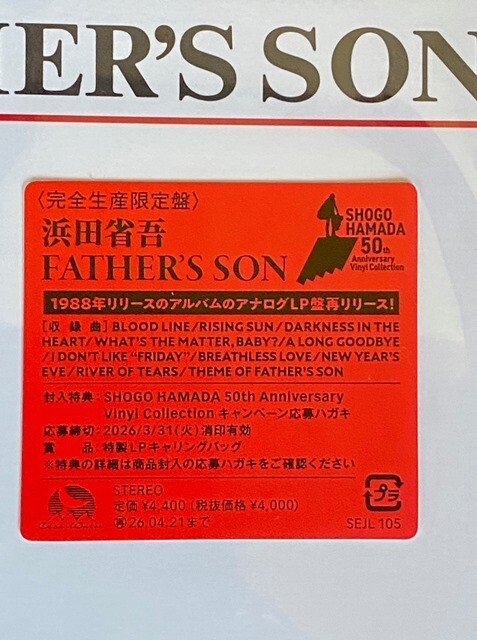 HER'S SON
〈完全生産限定盤〉
浜田省吾
FATHER'S SON
SHOGO
HAMADA
50th
Anniversary
Vinyl Collection
1988年リリースのアルバムのアナログLP盤再リリース!
[収録曲] BLOOD LINE/RISING SUN/DARKNESS IN THE
HEART/WHAT'S THE MATTER, BABY?/A LONG GOODBYE
/I DON'T LIKE "FRIDAY"/BREATHLESS LOVE/NEW YEAR'S
EVE/RIVER OF TEARS/THEME OF FATHER'S SON
封入特典:SHOGO HAMADA 50th Anniversary
Vinyl Collection キャンペーン応募ハガキ
応募締切:2026/3/31(火)消印有効
賞品:特製LPキャリングバッグ
※特典の詳細は商品封入の応募ハガキをご確認ください
STEREO
定価¥4,400(税抜価格¥4,000)
㋐26.04.21まで
プラ
SEJL 105